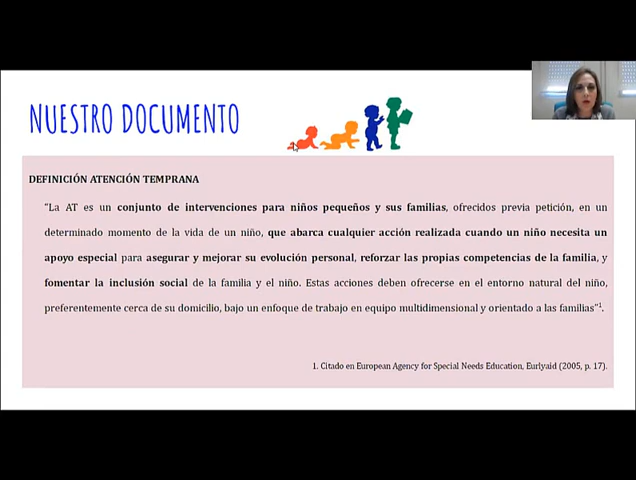 NUESTRO DOCUMENTO
DEFINICIÓN ATENCIÓN TEMPRANA
“La AT es un conjunto de intervenciones para niños pequeños y sus familias, ofrecidos previa petición, en un
determinado momento de la vida de un niño, que abarca cualquier acción realizada cuando un niño necesita un
apoyo especial para asegurar y mejorar su evolución personal, reforzar las propias competencias de la familia, y
fomentar la inclusión social de la familia y el niño. Estas acciones deben ofrecerse en el entorno natural del niño,
preferentemente cerca de su domicilio, bajo un enfoque de trabajo en equipo multidimensional y orientado a las familias”¹.
1. Citado en European Agency for Special Needs Education, Eurlyaid (2005, p. 17).